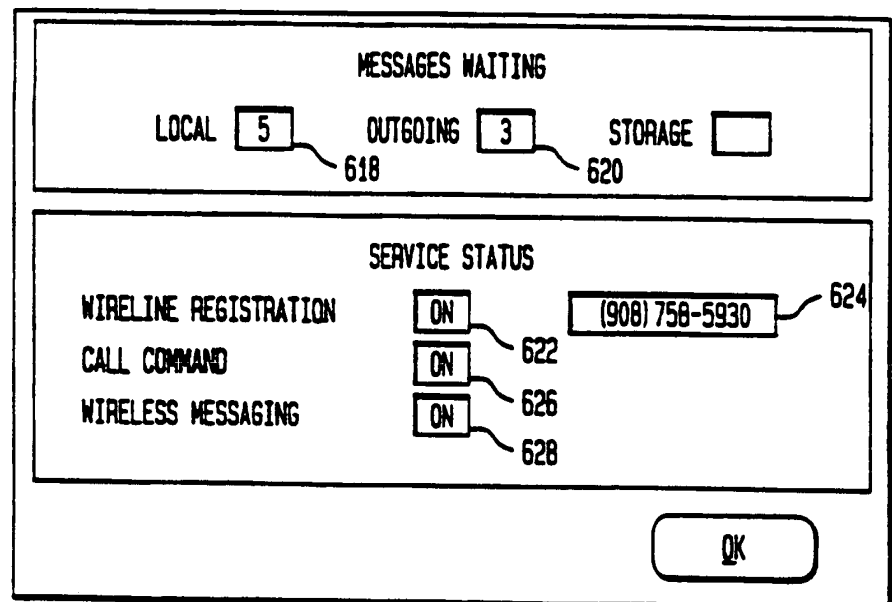 MESSAGES WAITING
LOCAL 5 OUTGOING 3 STORAGE
618 620
SERVICE STATUS
WIRELINE REGISTRATION ON (908) 758-5930 624
622
CALL COMMAND ON
626
WIRELESS MESSAGING ON
628
OK